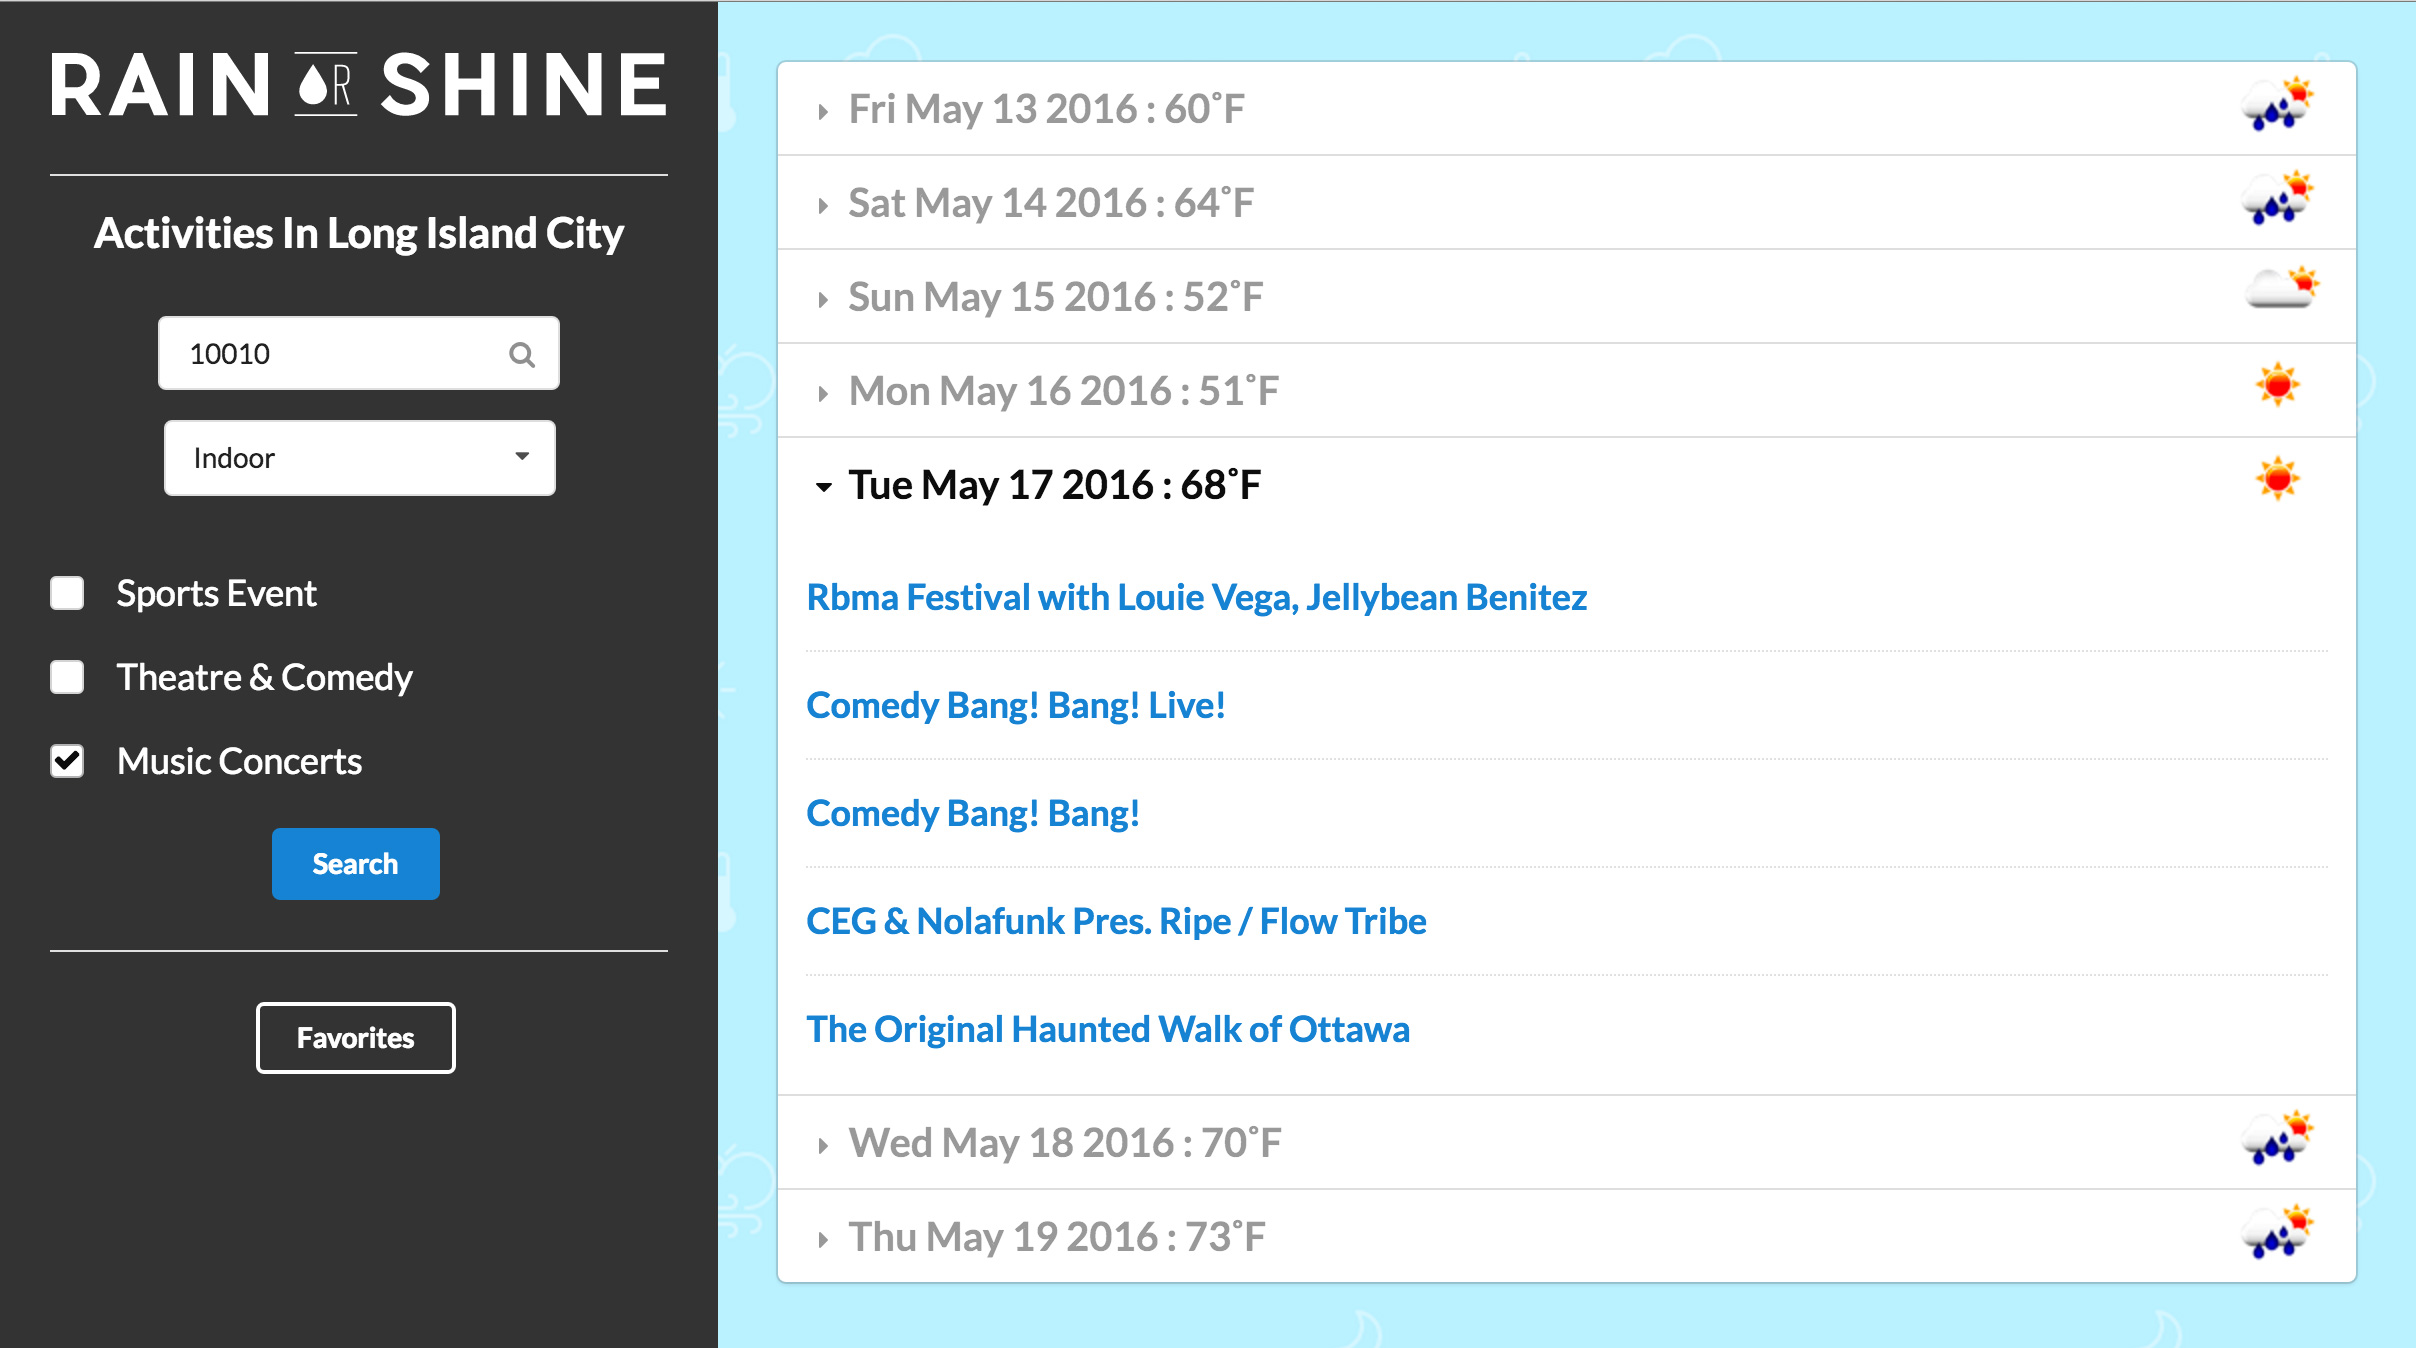 RAIN OR SHINE
Activities In Long Island City
10010
Indoor
Sports Event
Theatre & Comedy
Music Concerts
Search
Favorites
Fri May 13 2016 : 60°F
Sat May 14 2016 : 64°F
Sun May 15 2016 : 52°F
Mon May 16 2016 : 51°F
Tue May 17 2016 : 68°F
Rbma Festival with Louie Vega, Jellybean Benitez
Comedy Bang! Bang! Live!
Comedy Bang! Bang!
CEG & Nolafunk Pres. Ripe / Flow Tribe
The Original Haunted Walk of Ottawa
Wed May 18 2016 : 70°F
Thu May 19 2016 : 73°F